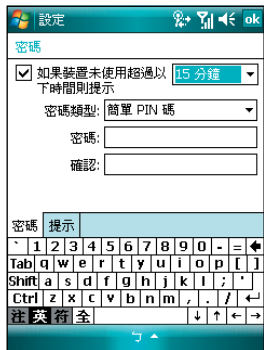 設定 ok
密碼
如果裝置未使用超過以 15 分鐘
下時間則提示
密碼類型: 簡單 PIN 碼
密碼:
確認:
密碼 提示
` 1 2 3 4 5 6 7 8 9 0 - =
Tab q w e r t y u i o p [ ]
Shift a s d f g h j k l ; '
Ctrl z x c v b n m , . /
注 英 符 全
ㄅ